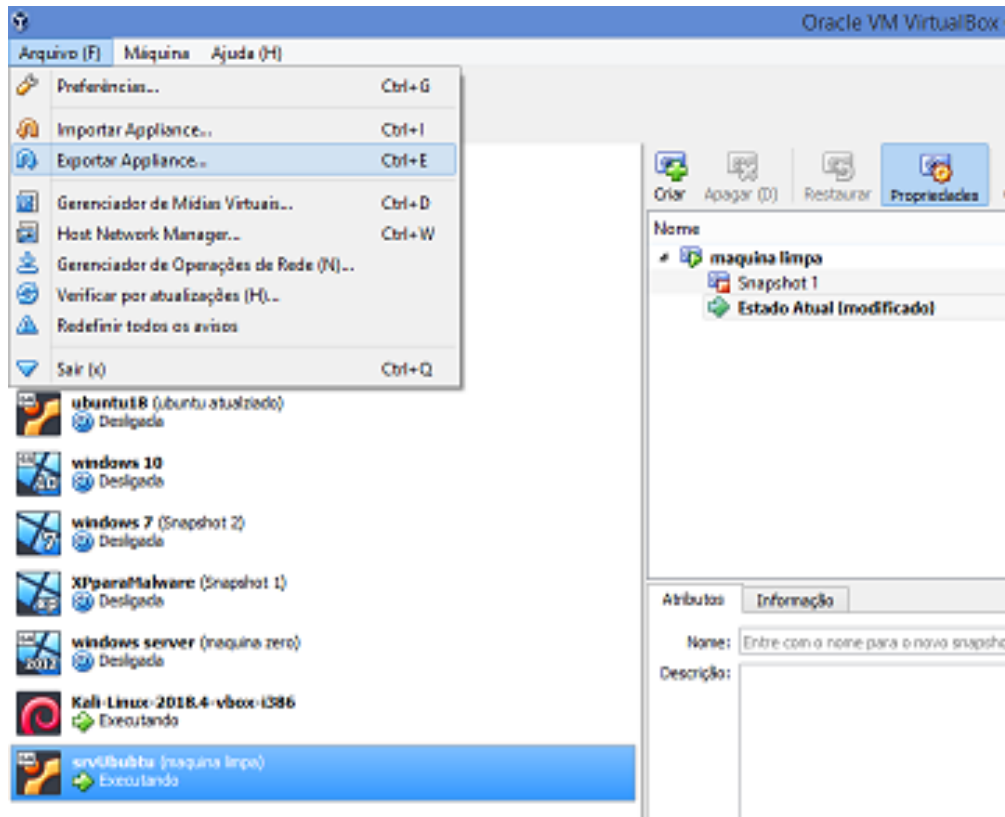 Oracle VM VirtualBox
Arquivo (F) Máquina Ajuda (H)
Preferências... Ctrl+G
Importar Appliance... Ctrl+I
Exportar Appliance... Ctrl+E
Gerenciador de Mídias Virtuais... Ctrl+D
Host Network Manager... Ctrl+W
Gerenciador de Operações de Rede (N)...
Verificar por atualizações (H)...
Redefinir todos os avisos
Sair (x) Ctrl+Q
ubuntu18 (ubuntu atualziado)
Desligada
windows 10
Desligada
windows 7 (Snapshot 2)
Desligada
XPparaMalware (Snapshot 1)
Desligada
windows server (maquina zero)
Desligada
Kali-Linux-2018.4-vbox-i386
Executando
srvUbubtu (maquina limpa)
Executando
Criar Apagar (D) Restaurar Propriedades
Nome
maquina limpa
Snapshot 1
Estado Atual (modificado)
Atributos Informação
Nome: Entre com o nome para o novo snapsho
Descrição: